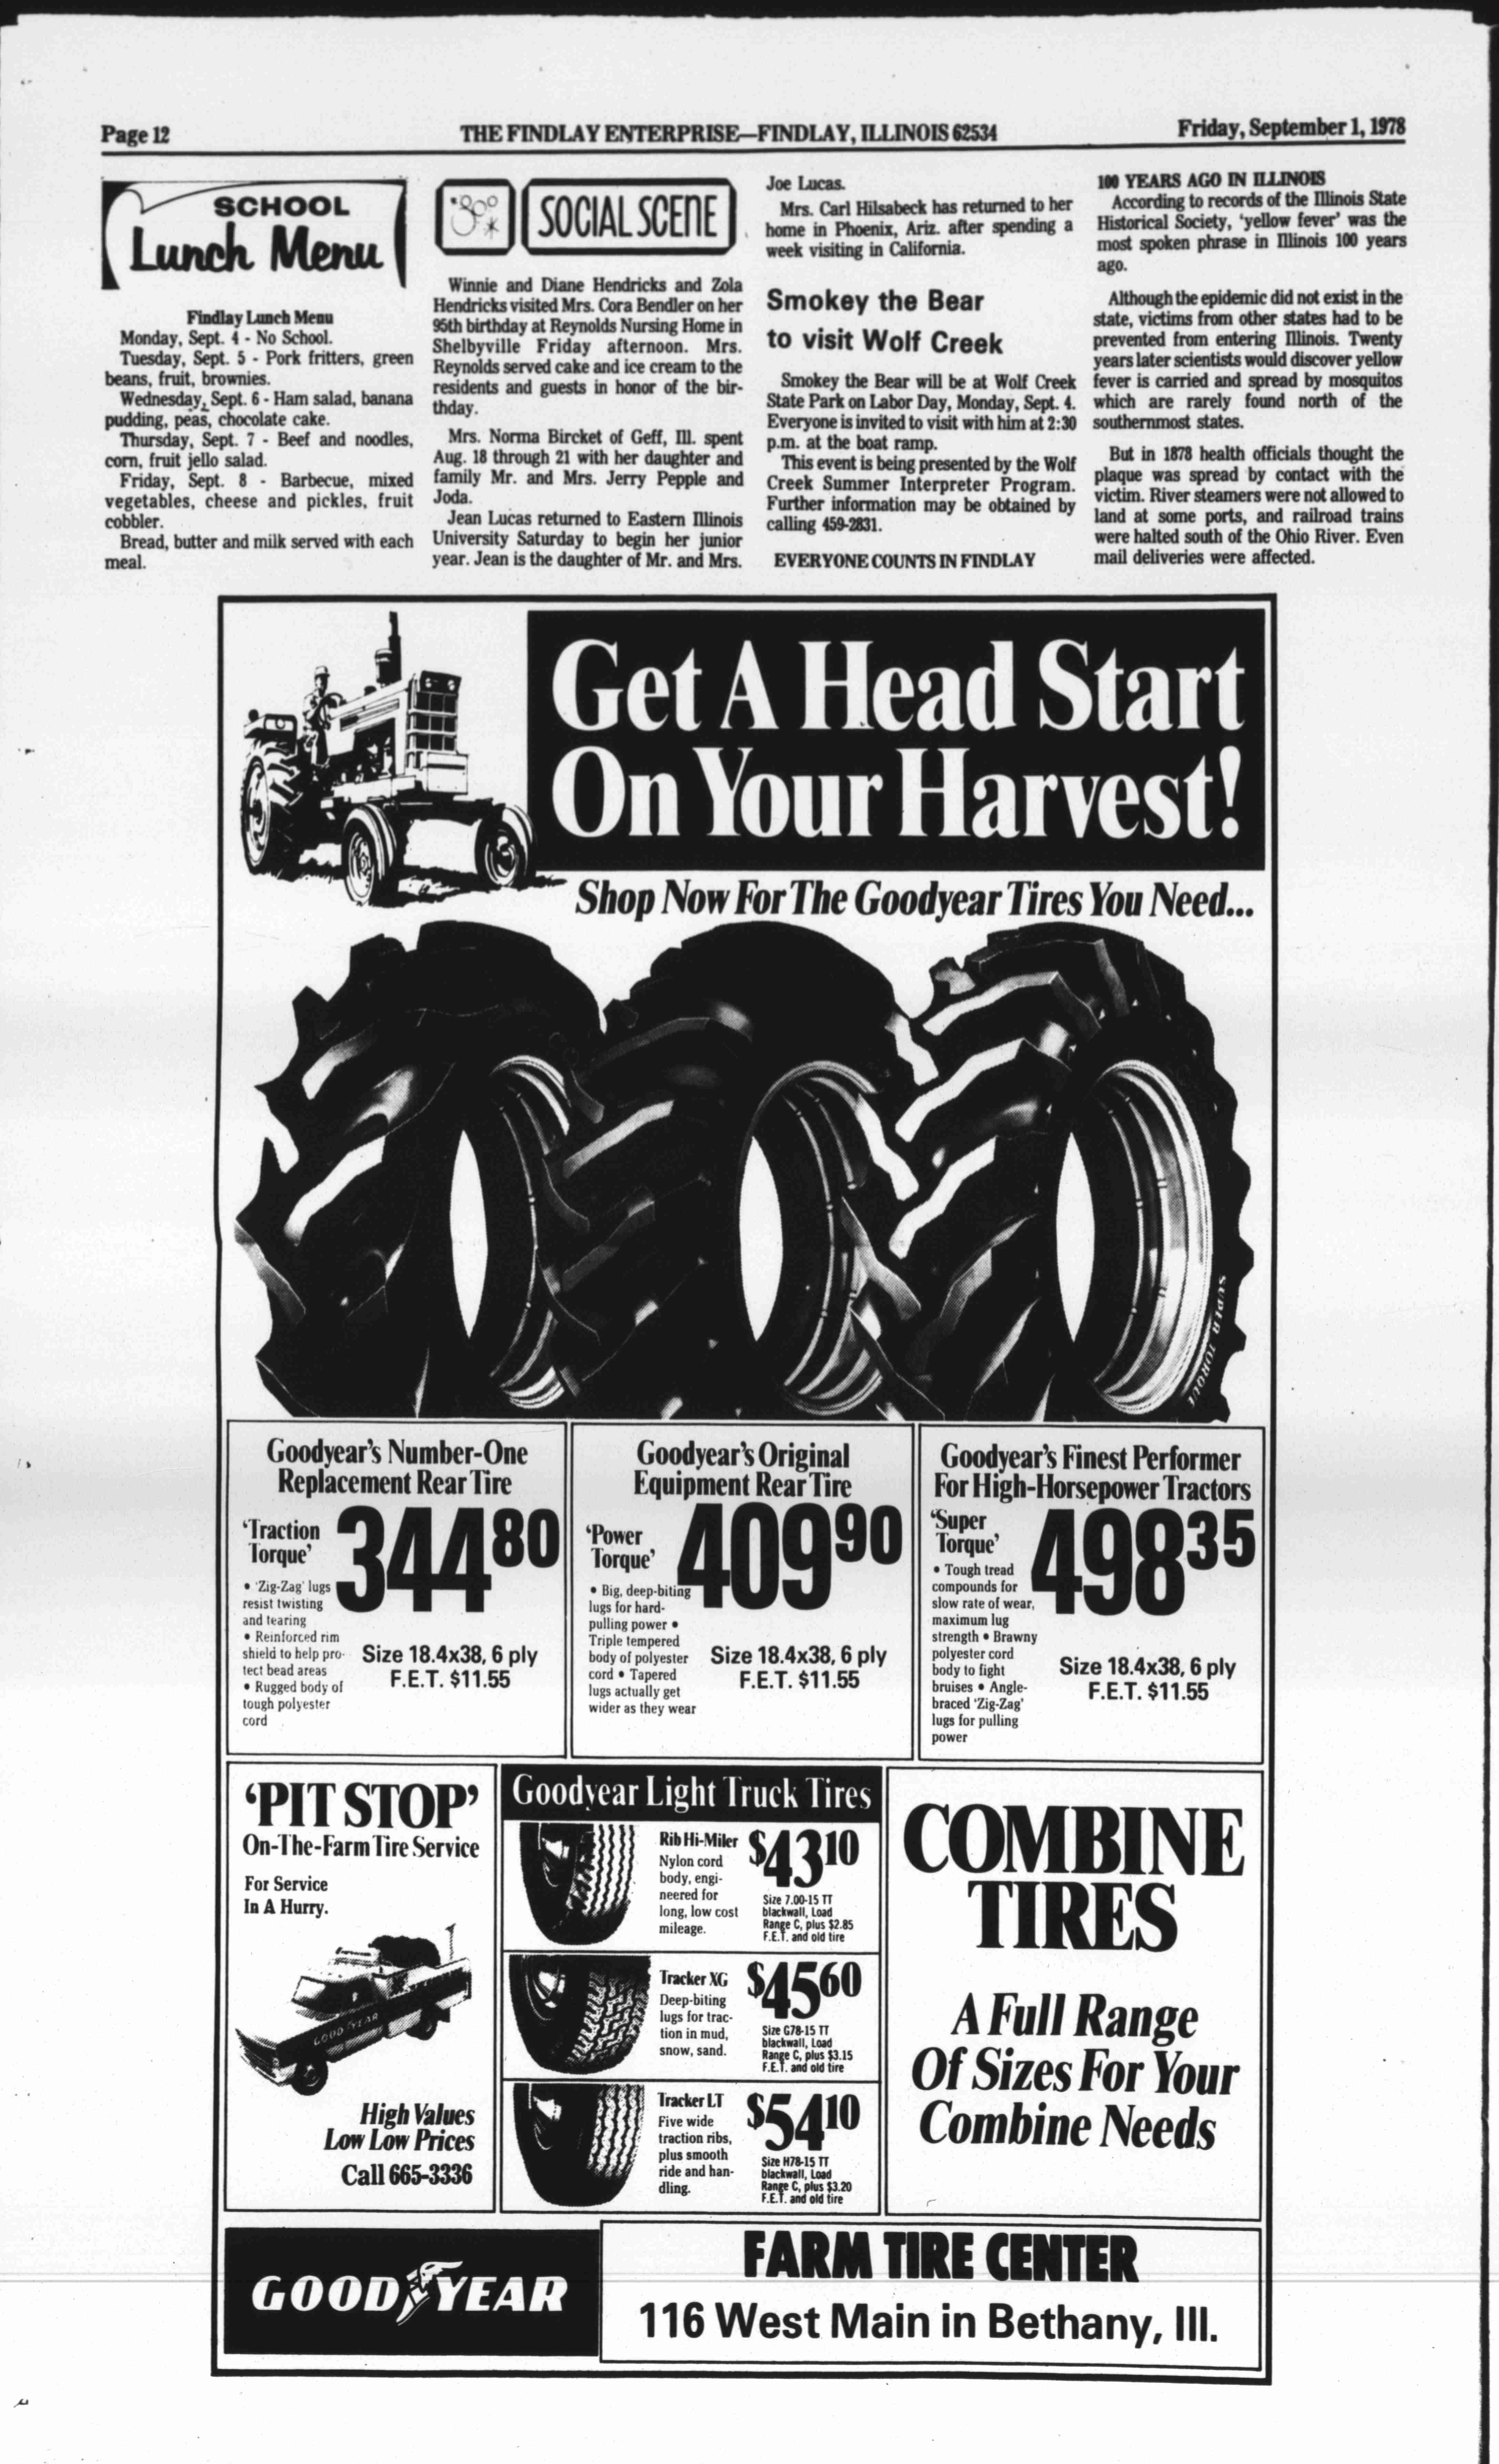 Page 12
THE FINDLAY ENTERPRISE—FINDLAY, ILLINOIS 62534
Friday, September 1, 1978
SCHOOL
Lunch Menu
Findlay Lunch Menu
Monday, Sept. 4 - No School.
Tuesday, Sept. 5 - Pork fritters, green
beans, fruit, brownies.
Wednesday, Sept. 6 - Ham salad, banana
pudding, peas, chocolate cake.
Thursday, Sept. 7 - Beef and noodles,
corn, fruit jello salad.
Friday, Sept. 8 - Barbecue, mixed
vegetables, cheese and pickles, fruit
cobbler.
Bread, butter and milk served with each
meal.
SOCIAL SCENE
Winnie and Diane Hendricks and Zola
Hendricks visited Mrs. Cora Bendler on her
95th birthday at Reynolds Nursing Home in
Shelbyville Friday afternoon. Mrs.
Reynolds served cake and ice cream to the
residents and guests in honor of the bir-
thday.
Mrs. Norma Bircket of Geff, Ill. spent
Aug. 18 through 21 with her daughter and
family Mr. and Mrs. Jerry Pepple and
Joda.
Jean Lucas returned to Eastern Illinois
University Saturday to begin her junior
year. Jean is the daughter of Mr. and Mrs.
Joe Lucas.
Mrs. Carl Hilsabeck has returned to her
home in Phoenix, Ariz. after spending a
week visiting in California.
Smokey the Bear
to visit Wolf Creek
Smokey the Bear will be at Wolf Creek
State Park on Labor Day, Monday, Sept. 4.
Everyone is invited to visit with him at 2:30
p.m. at the boat ramp.
This event is being presented by the Wolf
Creek Summer Interpreter Program.
Further information may be obtained by
calling 459-2831.
EVERYONE COUNTS IN FINDLAY
100 YEARS AGO IN ILLINOIS
According to records of the Illinois State
Historical Society, 'yellow fever' was the
most spoken phrase in Illinois 100 years
ago.
Although the epidemic did not exist in the
state, victims from other states had to be
prevented from entering Illinois. Twenty
years later scientists would discover yellow
fever is carried and spread by mosquitos
which are rarely found north of the
southernmost states.
But in 1878 health officials thought the
plaque was spread by contact with the
victim. River steamers were not allowed to
land at some ports, and railroad trains
were halted south of the Ohio River. Even
mail deliveries were affected.
Get A Head Start
On Your Harvest!
Shop Now For The Goodyear Tires You Need...
SUPER TORQUE
Goodyear's Number-One
Replacement Rear Tire
'Traction
Torque'
344 80
• 'Zig-Zag' lugs
resist twisting
and tearing
• Reinforced rim
shield to help pro-
tect bead areas
• Rugged body of
tough polyester
cord
Size 18.4x38, 6 ply
F.E.T. $11.55
Goodyear's Original
Equipment Rear Tire
'Power
Torque'
409 90
• Big, deep-biting
lugs for hard-
pulling power •
Triple tempered
body of polyester
cord • Tapered
lugs actually get
wider as they wear
Size 18.4x38, 6 ply
F.E.T. $11.55
Goodyear's Finest Performer
For High-Horsepower Tractors
'Super
Torque'
498 35
• Tough tread
compounds for
slow rate of wear,
maximum lug
strength • Brawny
polyester cord
body to fight
bruises • Angle-
braced 'Zig-Zag'
lugs for pulling
power
Size 18.4x38, 6 ply
F.E.T. $11.55
'PIT STOP'
On-The-Farm Tire Service
For Service
In A Hurry.
GOODYEAR
High Values
Low Low Prices
Call 665-3336
Goodyear Light Truck Tires
Rib Hi-Miler
Nylon cord
body, engi-
neered for
long, low cost
mileage.
$43 10
Size 7.00-15 TT
blackwall, Load
Range C, plus $2.85
F.E.T. and old tire
Tracker XG
Deep-biting
lugs for trac-
tion in mud,
snow, sand.
$45 60
Size G78-15 TT
blackwall, Load
Range C, plus $3.15
F.E.T. and old tire
Tracker LT
Five wide
traction ribs,
plus smooth
ride and han-
dling.
$54 10
Size H78-15 TT
blackwall, Load
Range C, plus $3.20
F.E.T. and old tire
COMBINE
TIRES
A Full Range
Of Sizes For Your
Combine Needs
GOODYEAR
FARM TIRE CENTER
116 West Main in Bethany, Ill.